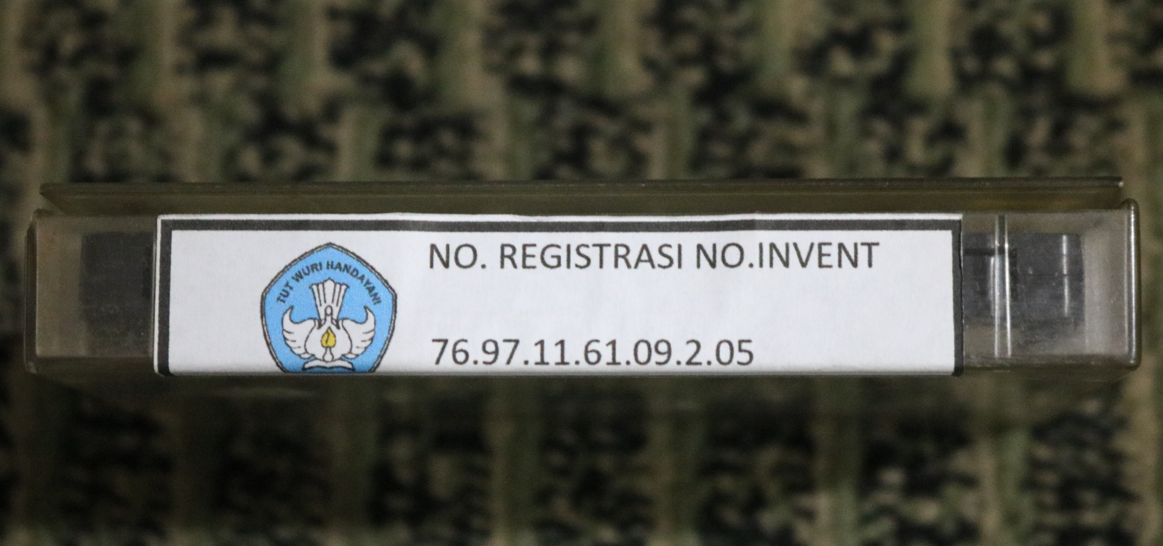 TUT WURI HANDAYANI
NO. REGISTRASI NO.INVENT
76.97.11.61.09.2.05